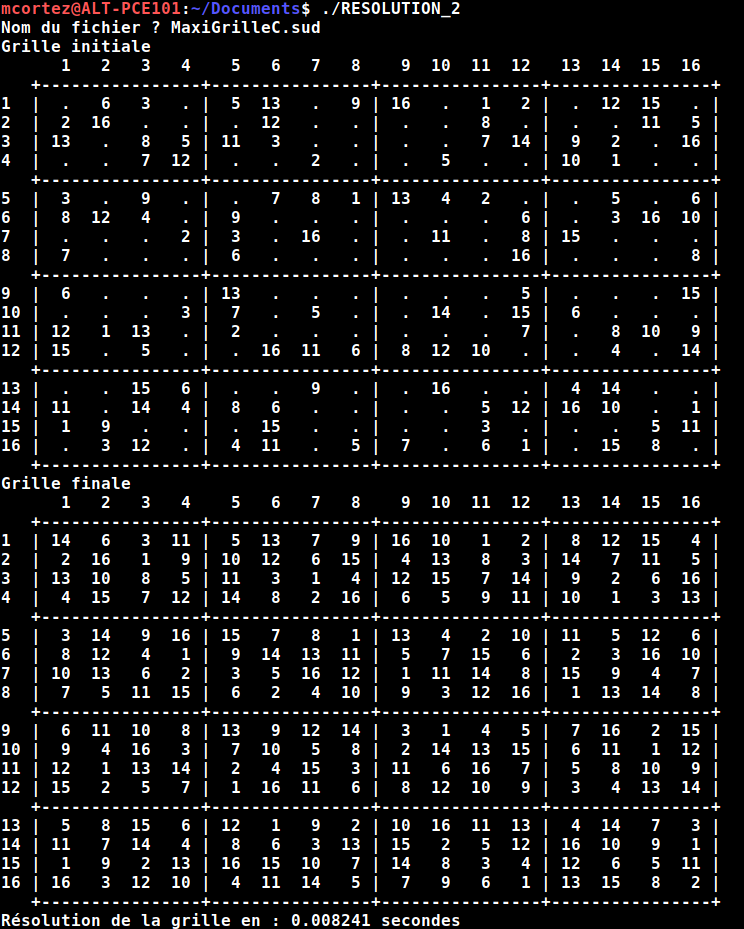 mcortez@ALT-PCE101:~/Documents$ ./RESOLUTION_2
Nom du fichier ? MaxiGrilleC.sud
Grille initiale
      1   2   3   4    5   6   7   8    9  10  11  12   13  14  15  16
   +----------------+----------------+----------------+----------------+
1  |  .   6   3   . |  5  13   .   9 | 16   .   1   2 |  .  12  15   . |
2  |  2  16   .   . |  .  12   .   . |  .   .   8   . |  .   .  11   5 |
3  | 13   .   8   5 | 11   3   .   . |  .   .   7  14 |  9   2   .  16 |
4  |  .   .   7  12 |  .   .   2   . |  .   5   .   . | 10   1   .   . |
   +----------------+----------------+----------------+----------------+
5  |  3   .   9   . |  .   7   8   1 | 13   4   2   . |  .   5   .   6 |
6  |  8  12   4   . |  9   .   .   . |  .   .   .   6 |  .   3  16  10 |
7  |  .   .   .   2 |  3   .  16   . |  .  11   .   8 | 15   .   .   . |
8  |  7   .   .   . |  6   .   .   . |  .   .   .  16 |  .   .   .   8 |
   +----------------+----------------+----------------+----------------+
9  |  6   .   .   . | 13   .   .   . |  .   .   .   5 |  .   .   .  15 |
10 |  .   .   .   3 |  7   .   5   . |  .  14   .  15 |  6   .   .   . |
11 | 12   1  13   . |  2   .   .   . |  .   .   .   7 |  .   8  10   9 |
12 | 15   .   5   . |  .  16  11   6 |  8  12  10   . |  .   4   .  14 |
   +----------------+----------------+----------------+----------------+
13 |  .   .  15   6 |  .   .   9   . |  .  16   .   . |  4  14   .   . |
14 | 11   .  14   4 |  8   6   .   . |  .   .   5  12 | 16  10   .   1 |
15 |  1   9   .   . |  .  15   .   . |  .   .   3   . |  .   .   5  11 |
16 |  .   3  12   . |  4  11   .   5 |  7   .   6   1 |  .  15   8   . |
   +----------------+----------------+----------------+----------------+
Grille finale
      1   2   3   4    5   6   7   8    9  10  11  12   13  14  15  16
   +----------------+----------------+----------------+----------------+
1  | 14   6   3  11 |  5  13   7   9 | 16  10   1   2 |  8  12  15   4 |
2  |  2  16   1   9 | 10  12   6  15 |  4  13   8   3 | 14   7  11   5 |
3  | 13  10   8   5 | 11   3   1   4 | 12  15   7  14 |  9   2   6  16 |
4  |  4  15   7  12 | 14   8   2  16 |  6   5   9  11 | 10   1   3  13 |
   +----------------+----------------+----------------+----------------+
5  |  3  14   9  16 | 15   7   8   1 | 13   4   2  10 | 11   5  12   6 |
6  |  8  12   4   1 |  9  14  13  11 |  5   7  15   6 |  2   3  16  10 |
7  | 10  13   6   2 |  3   5  16  12 |  1  11  14   8 | 15   9   4   7 |
8  |  7   5  11  15 |  6   2   4  10 |  9   3  12  16 |  1  13  14   8 |
   +----------------+----------------+----------------+----------------+
9  |  6  11  10   8 | 13   9  12  14 |  3   1   4   5 |  7  16   2  15 |
10 |  9   4  16   3 |  7  10   5   8 |  2  14  13  15 |  6  11   1  12 |
11 | 12   1  13  14 |  2   4  15   3 | 11   6  16   7 |  5   8  10   9 |
12 | 15   2   5   7 |  1  16  11   6 |  8  12  10   9 |  3   4  13  14 |
   +----------------+----------------+----------------+----------------+
13 |  5   8  15   6 | 12   1   9   2 | 10  16  11  13 |  4  14   7   3 |
14 | 11   7  14   4 |  8   6   3  13 | 15   2   5  12 | 16  10   9   1 |
15 |  1   9   2  13 | 16  15  10   7 | 14   8   3   4 | 12   6   5  11 |
16 | 16   3  12  10 |  4  11  14   5 |  7   9   6   1 | 13  15   8   2 |
   +----------------+----------------+----------------+----------------+
Résolution de la grille en : 0.008241 secondes